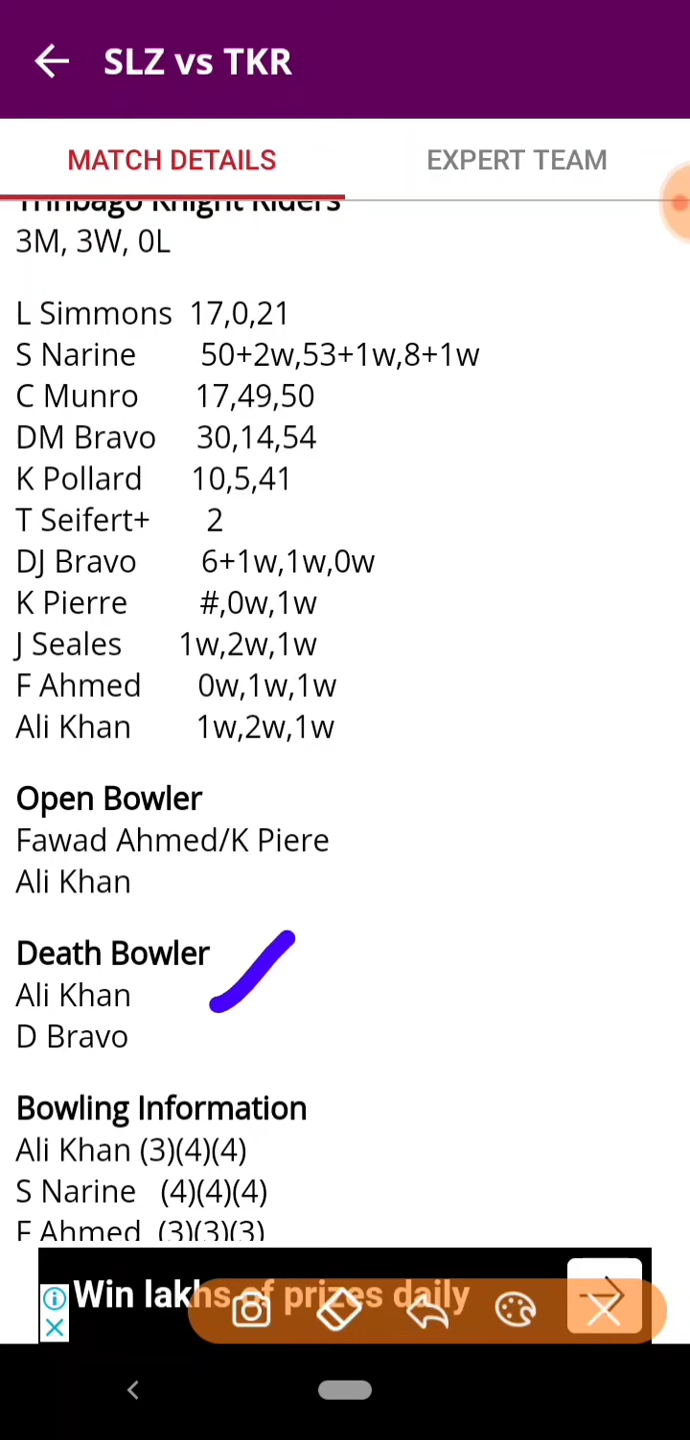 SLZ vs TKR
MATCH DETAILS EXPERT TEAM
Trinbago Knight Riders
3M, 3W, 0L
L Simmons 17,0,21
S Narine 50+2w,53+1w,8+1w
C Munro 17,49,50
DM Bravo 30,14,54
K Pollard 10,5,41
T Seifert+ 2
DJ Bravo 6+1w,1w,0w
K Pierre #,0w,1w
J Seales 1w,2w,1w
F Ahmed 0w,1w,1w
Ali Khan 1w,2w,1w
Open Bowler
Fawad Ahmed/K Piere
Ali Khan
Death Bowler
Ali Khan
D Bravo
Bowling Information
Ali Khan (3)(4)(4)
S Narine (4)(4)(4)
F Ahmed (3)(3)(3)
Win lakhs of prizes daily